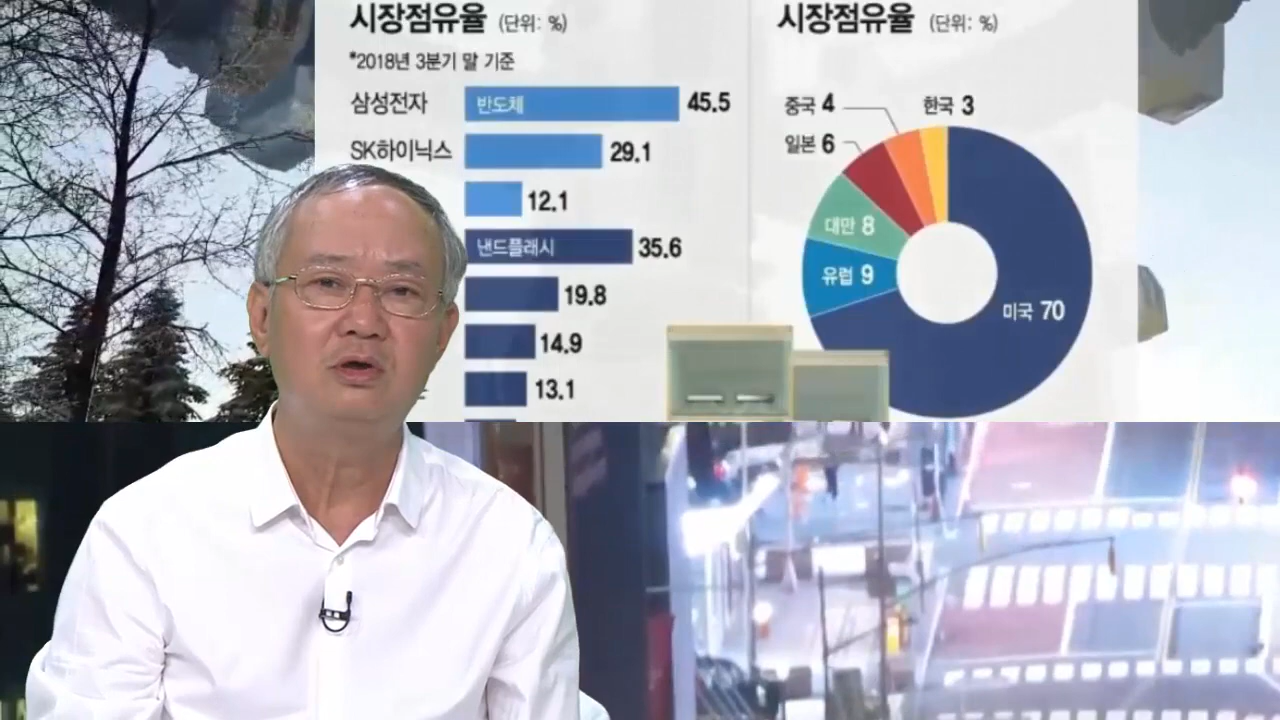 시장점유율 (단위: %)
*2018년 3분기 말 기준
삼성전자 반도체 45.5
SK하이닉스 29.1
12.1
낸드플래시 35.6
19.8
14.9
13.1
시장점유율 (단위: %)
중국 4
한국 3
일본 6
대만 8
유럽 9
미국 70